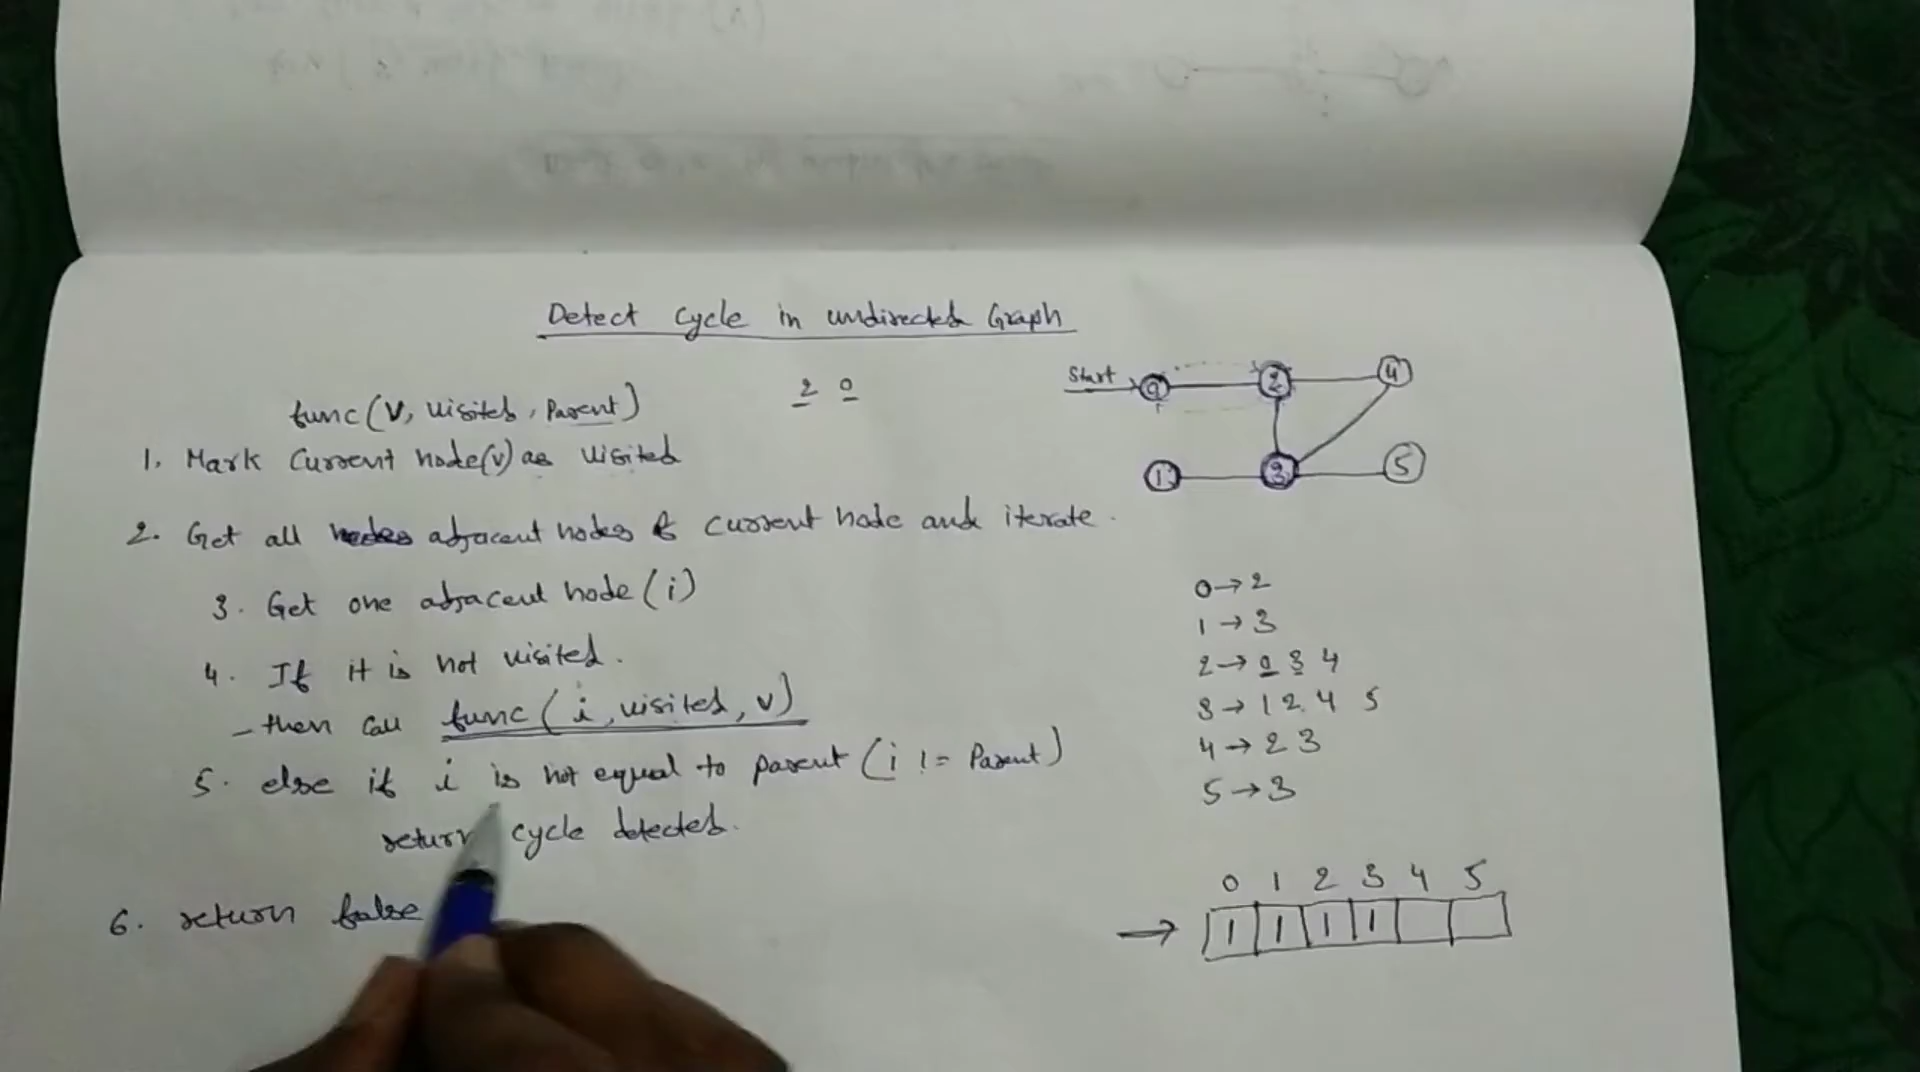 Detect Cycle in undirected Graph
func(V, visited, Parent)
2 0
1. Mark Current node(v) as visited
2. Get all adjacent nodes of current node and iterate.
3. Get one adjacent node (i)
4. If it is not visited.
- then call func(i, visited, v)
5. else if i is not equal to parent (i != Parent)
return cycle detected.
6. return false
Start 0 2 4
1 3 5
0 → 2
1 → 3
2 → 0 3 4
3 → 1 2 4 5
4 → 2 3
5 → 3
0 1 2 3 4 5
→ 1 1 1 1